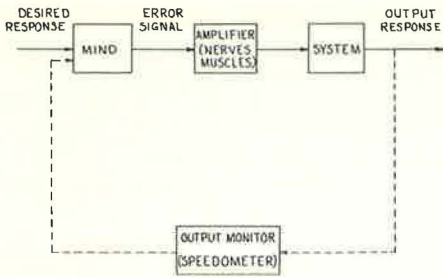 DESIRED
RESPONSE
ERROR
SIGNAL
OUTPUT
RESPONSE
MIND
AMPLIFIER
(NERVES
MUSCLES)
SYSTEM
OUTPUT MONITOR
(SPEEDOMETER)